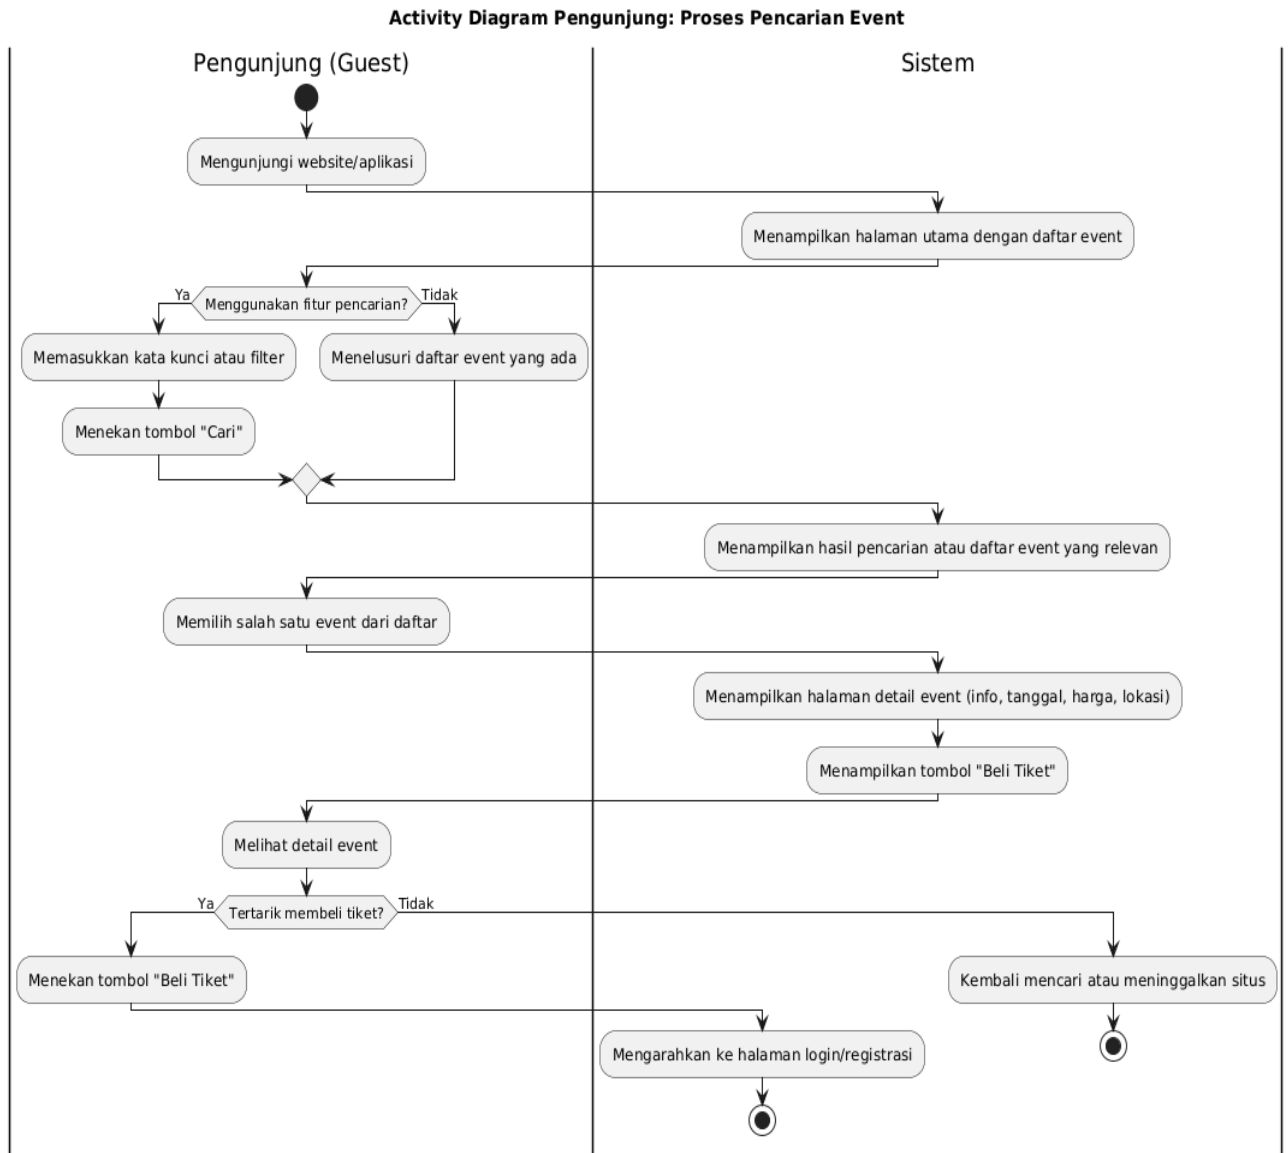 Activity Diagram Pengunjung: Proses Pencarian Event
Pengunjung (Guest)
Sistem
Mengunjungi website/aplikasi
Menampilkan halaman utama dengan daftar event
Ya
Menggunakan fitur pencarian?
Tidak
Memasukkan kata kunci atau filter
Menelusuri daftar event yang ada
Menekan tombol "Cari"
Menampilkan hasil pencarian atau daftar event yang relevan
Memilih salah satu event dari daftar
Menampilkan halaman detail event (info, tanggal, harga, lokasi)
Menampilkan tombol "Beli Tiket"
Melihat detail event
Ya
Tertarik membeli tiket?
Tidak
Menekan tombol "Beli Tiket"
Kembali mencari atau meninggalkan situs
Mengarahkan ke halaman login/registrasi